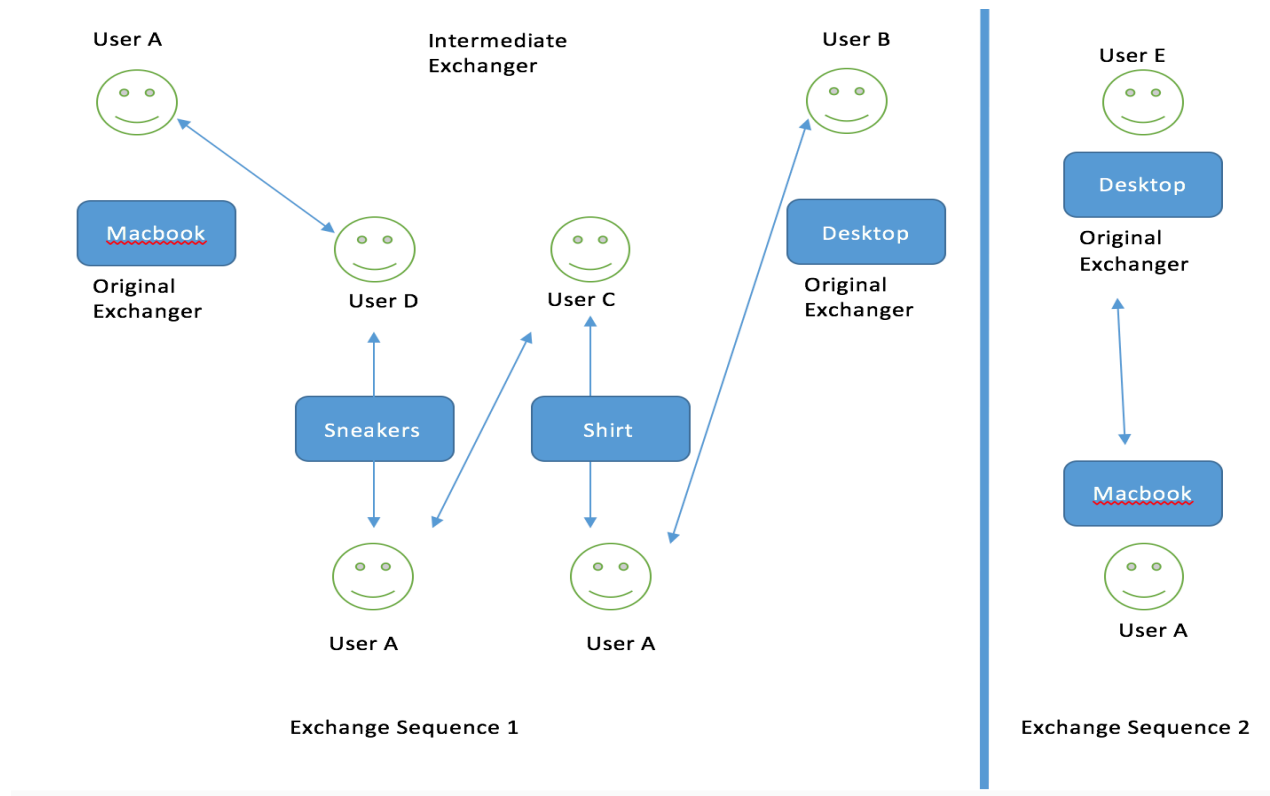 User A
Intermediate
Exchanger
User B
User E
Macbook
Original
Exchanger
User D
User C
Desktop
Original
Exchanger
Desktop
Original
Exchanger
Sneakers
Shirt
Macbook
User A
User A
User A
Exchange Sequence 1
Exchange Sequence 2